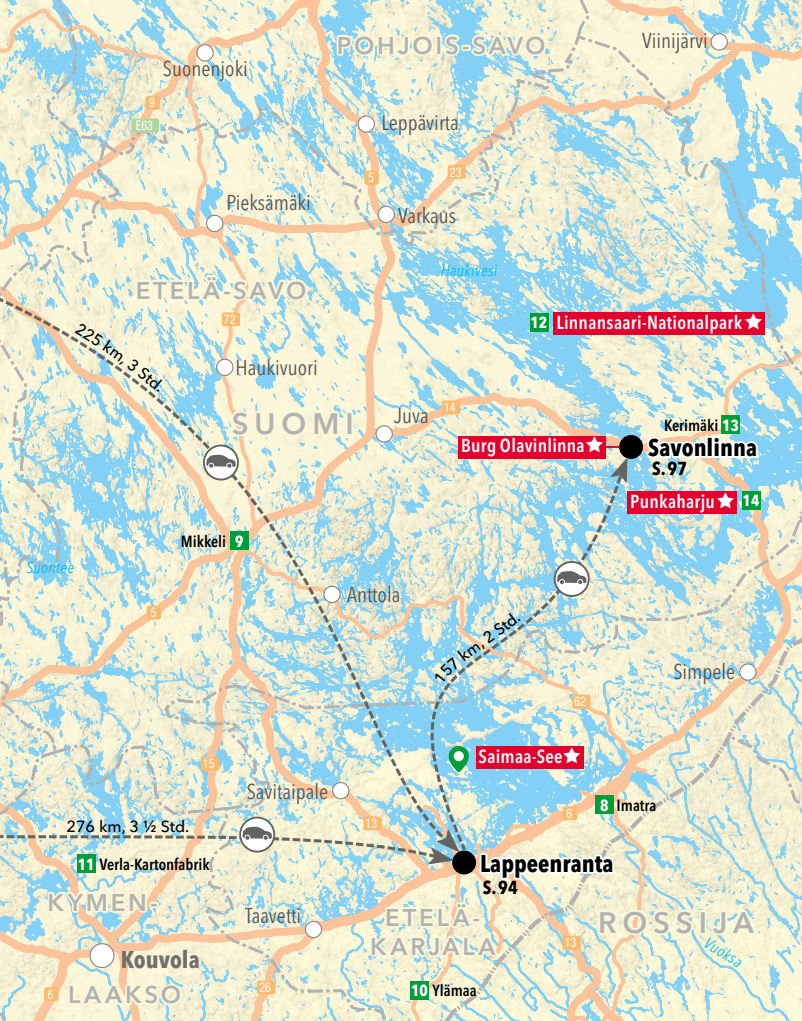 POHJOIS-SAVO
Viinijärvi
Suonenjoki
9
E63
Leppävirta
5
23
Pieksämäki
Varkaus
Haukivesi
ETELÄ-SAVO
72
12 Linnansaari-Nationalpark
225 km, 3 Std.
Haukivuori
SUOMI
Juva
14
Kerimäki 13
Burg Olavinlinna
Savonlinna
S. 97
Punkaharju 14
Mikkeli 9
Suontee
Anttola
5
157 km, 2 Std.
Simpele
62
15
Saimaa-See
Savitaipale
13
6
8 Imatra
276 km, 3 ½ Std.
11 Verla-Kartonfabrik
Lappeenranta
S. 94
KYMEN-
LAAKSO
Taavetti
ETELÄ-
KARJALA
ROSSIJA
Vuoksa
13
Kouvola
6
26
10 Ylämaa